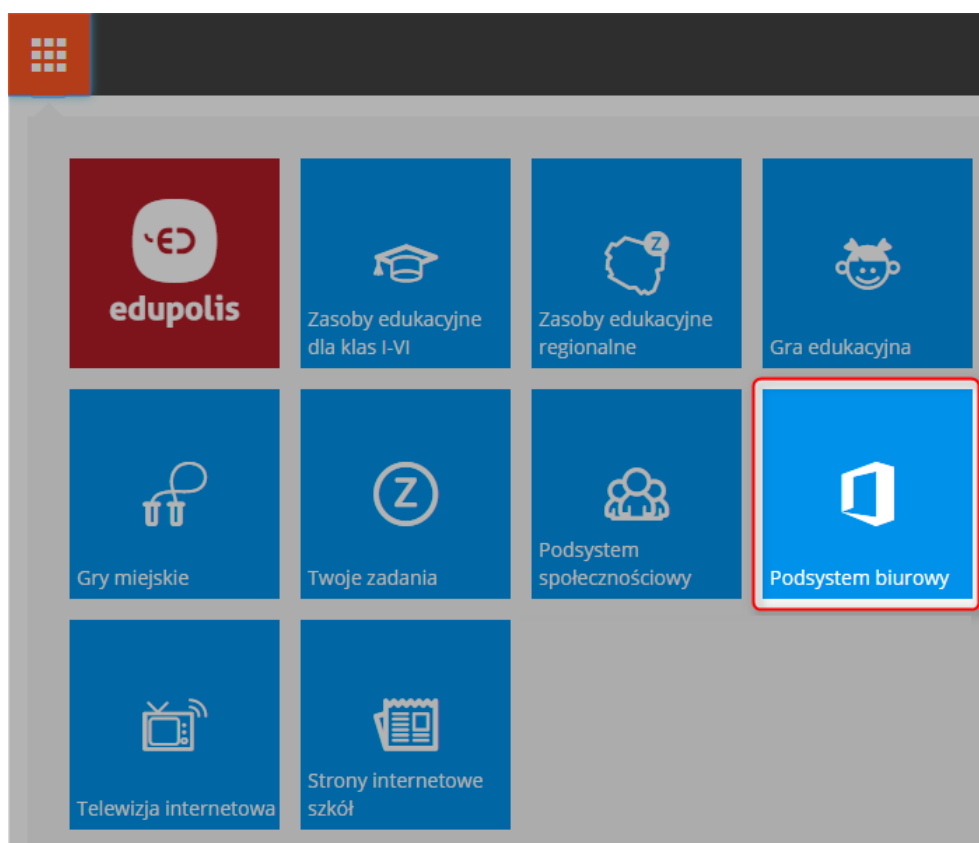 edupolis
Zasoby edukacyjne
dla klas I-VI
Z
Zasoby edukacyjne
regionalne
Gra edukacyjna
Gry miejskie
Z
Twoje zadania
Podsystem
społecznościowy
Podsystem biurowy
Telewizja internetowa
Strony internetowe
szkół